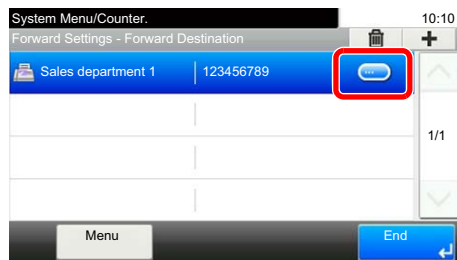 System Menu/Counter. 10:10
Forward Settings - Forward Destination
Sales department 1 123456789
1/1
Menu End